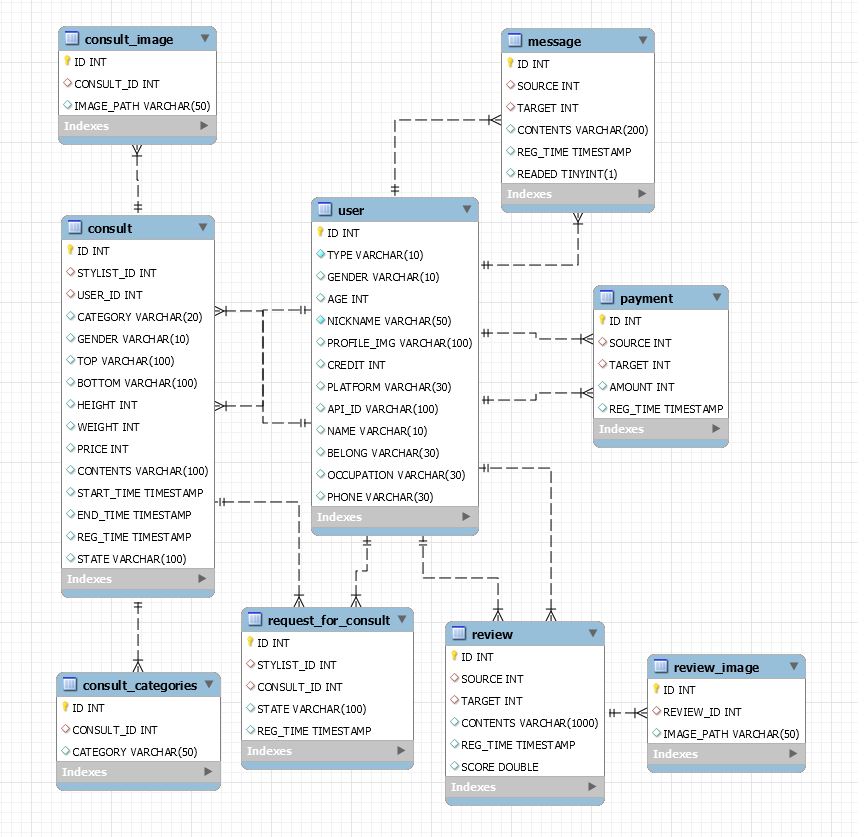 consult_image
ID INT
CONSULT_ID INT
IMAGE_PATH VARCHAR(50)
Indexes
message
ID INT
SOURCE INT
TARGET INT
CONTENTS VARCHAR(200)
REG_TIME TIMESTAMP
READED TINYINT(1)
Indexes
consult
ID INT
STYLIST_ID INT
USER_ID INT
CATEGORY VARCHAR(20)
GENDER VARCHAR(10)
TOP VARCHAR(100)
BOTTOM VARCHAR(100)
HEIGHT INT
WEIGHT INT
PRICE INT
CONTENTS VARCHAR(100)
START_TIME TIMESTAMP
END_TIME TIMESTAMP
REG_TIME TIMESTAMP
STATE VARCHAR(100)
Indexes
user
ID INT
TYPE VARCHAR(10)
GENDER VARCHAR(10)
AGE INT
NICKNAME VARCHAR(50)
PROFILE_IMG VARCHAR(100)
CREDIT INT
PLATFORM VARCHAR(30)
API_ID VARCHAR(100)
NAME VARCHAR(10)
BELONG VARCHAR(30)
OCCUPATION VARCHAR(30)
PHONE VARCHAR(30)
Indexes
payment
ID INT
SOURCE INT
TARGET INT
AMOUNT INT
REG_TIME TIMESTAMP
Indexes
consult_categories
ID INT
CONSULT_ID INT
CATEGORY VARCHAR(50)
Indexes
request_for_consult
ID INT
STYLIST_ID INT
CONSULT_ID INT
STATE VARCHAR(100)
REG_TIME TIMESTAMP
Indexes
review
ID INT
SOURCE INT
TARGET INT
CONTENTS VARCHAR(1000)
REG_TIME TIMESTAMP
SCORE DOUBLE
Indexes
review_image
ID INT
REVIEW_ID INT
IMAGE_PATH VARCHAR(50)
Indexes